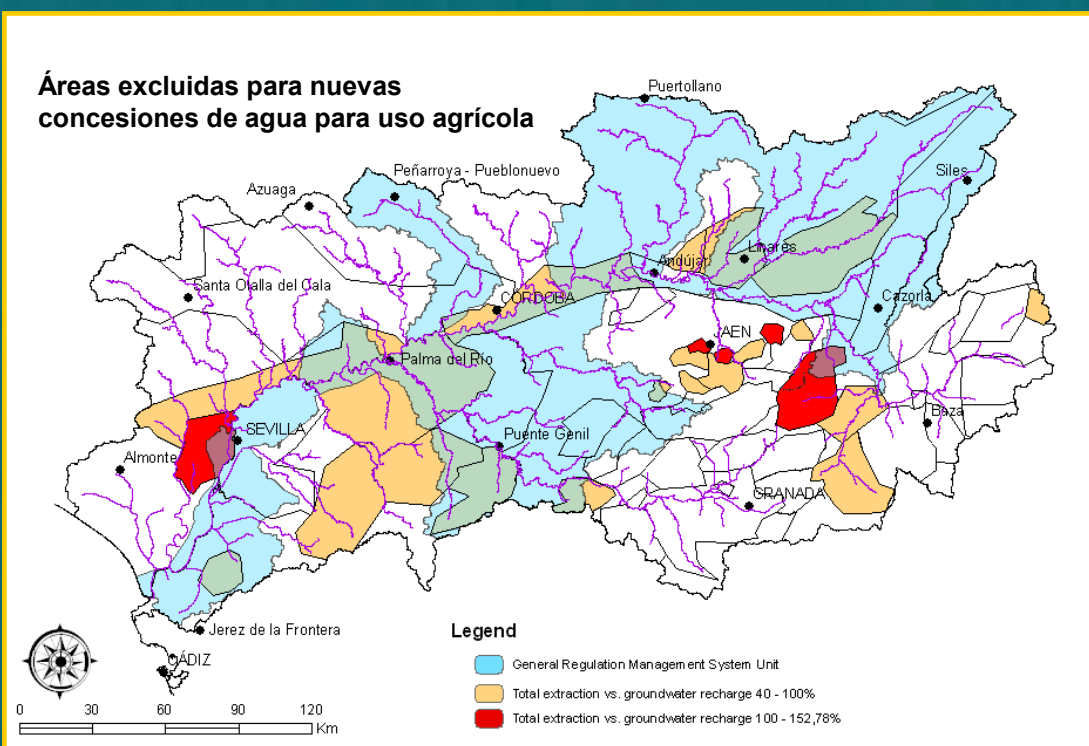 Áreas excluidas para nuevas
concesiones de agua para uso agrícola
Puertollano
Peñarroya - Pueblonuevo
Azuaga
Siles
Linares
Andújar
Santa Olalla del Cala
CÓRDOBA
Cazorla
JAEN
Palma del Río
Baza
SEVILLA
Puente Genil
Almonte
GRANADA
Jerez de la Frontera
CÁDIZ
Legend
General Regulation Management System Unit
Total extraction vs. groundwater recharge 40 - 100%
Total extraction vs. groundwater recharge 100 - 152,78%
0 30 60 90 120
Km